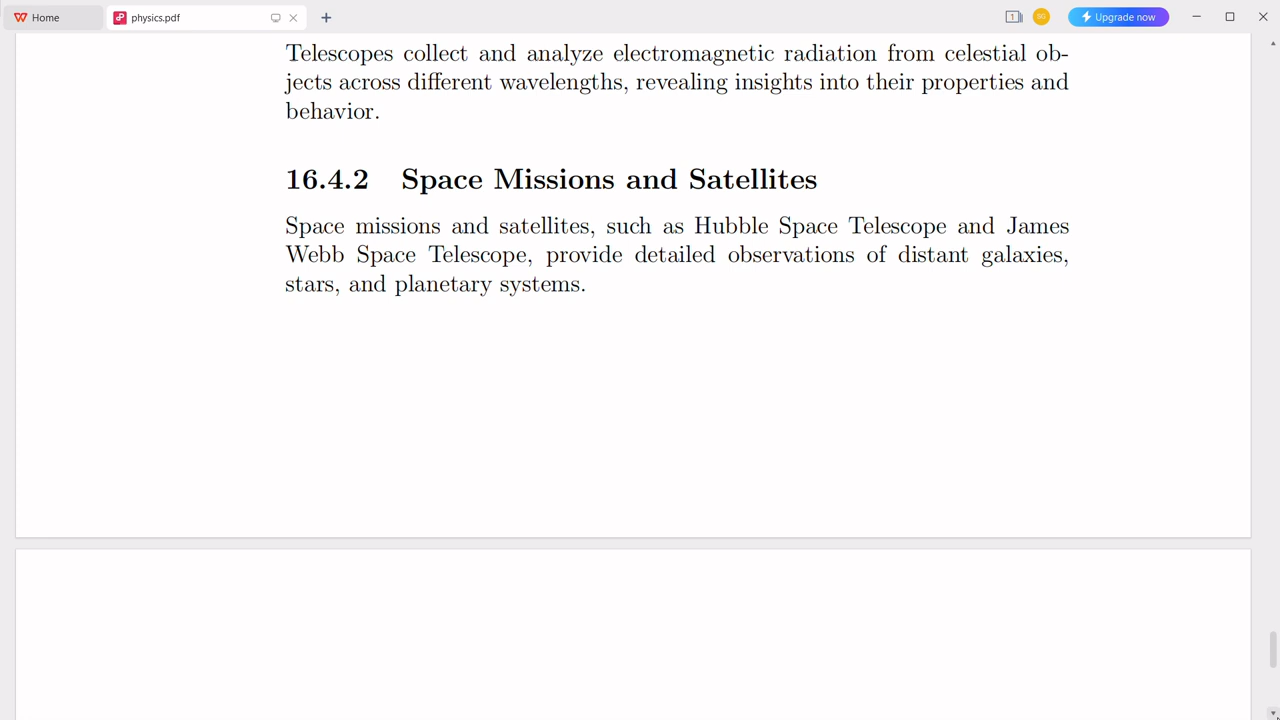 Home
physics.pdf
1
SG
Upgrade now
Telescopes collect and analyze electromagnetic radiation from celestial ob-
jects across different wavelengths, revealing insights into their properties and
behavior.
16.4.2 Space Missions and Satellites
Space missions and satellites, such as Hubble Space Telescope and James
Webb Space Telescope, provide detailed observations of distant galaxies,
stars, and planetary systems.